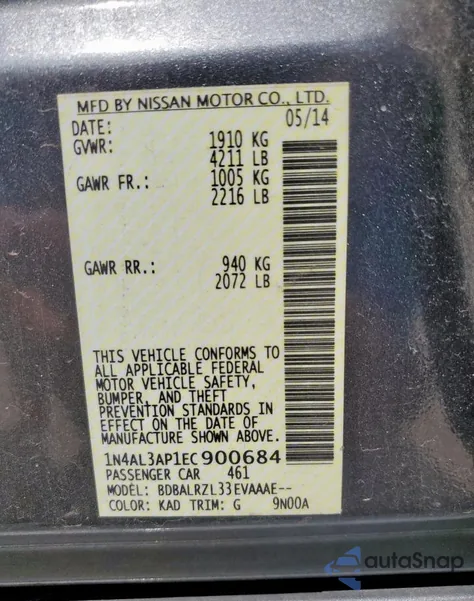 MFD BY NISSAN MOTOR CO., LTD.
DATE: 05/14
GVWR: 1910 KG
4211 LB
GAWR FR.: 1005 KG
2216 LB
GAWR RR.: 940 KG
2072 LB
THIS VEHICLE CONFORMS TO
ALL APPLICABLE FEDERAL
MOTOR VEHICLE SAFETY,
BUMPER, AND THEFT
PREVENTION STANDARDS IN
EFFECT ON THE DATE OF
MANUFACTURE SHOWN ABOVE.
1N4AL3AP1EC900684
PASSENGER CAR 461
MODEL: BDBALRZL33EVAAAE--
COLOR: KAD TRIM: G 9N00A
autaSnap